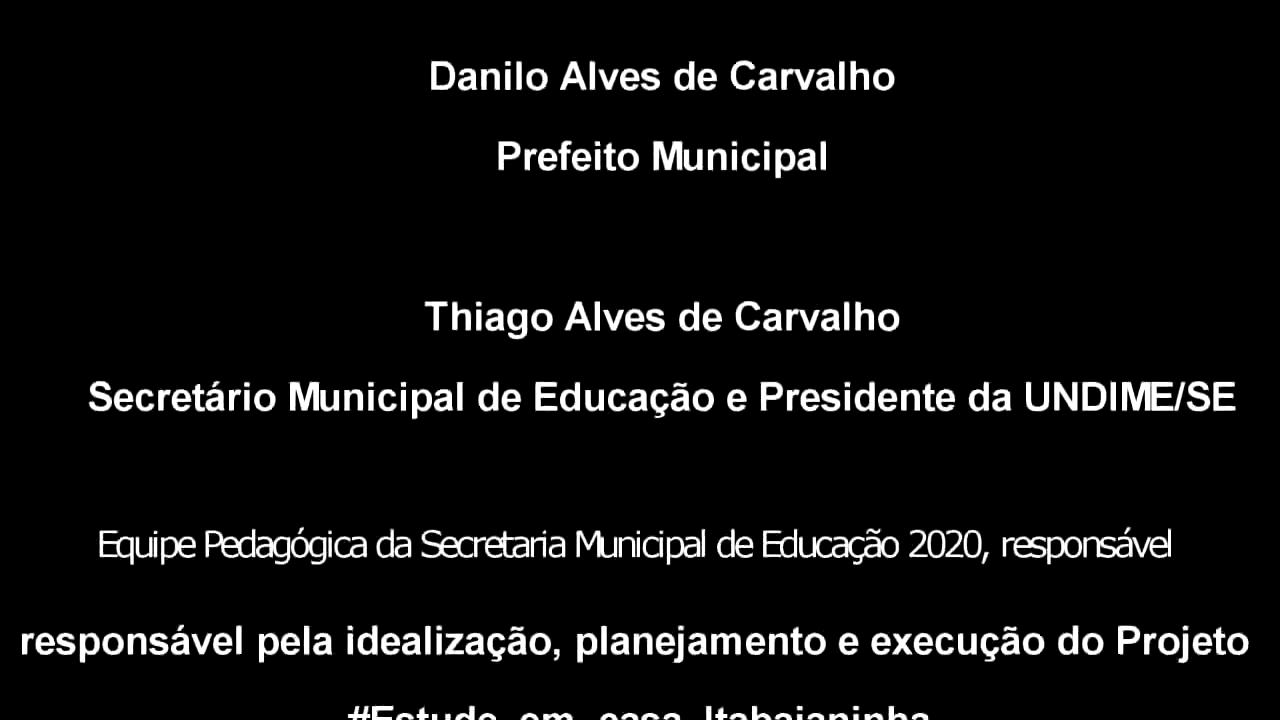 Danilo Alves de Carvalho
Prefeito Municipal
Thiago Alves de Carvalho
Secretário Municipal de Educação e Presidente da UNDIME/SE
Equipe Pedagógica da Secretaria Municipal de Educação 2020, responsável
responsável pela idealização, planejamento e execução do Projeto
#Estude_em_casa_Itabaianinha